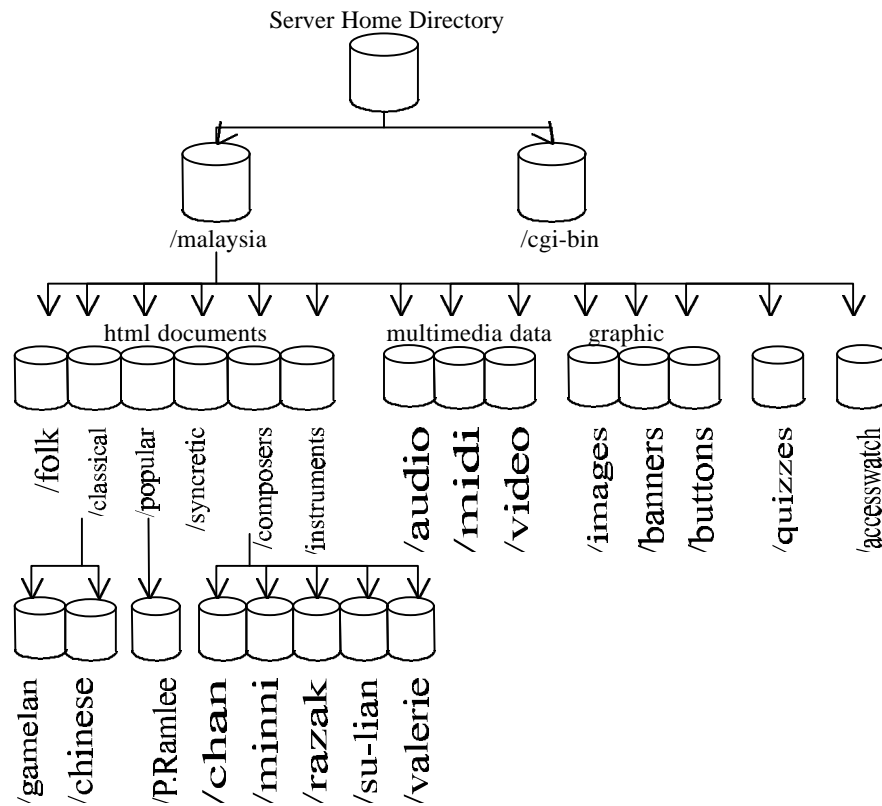 Server Home Directory
/malaysia
/cgi-bin
html documents
multimedia data
graphic
/folk
/classical
/popular
/syncretic
/composers
/instruments
/audio
/midi
/video
/images
/banners
/buttons
/quizzes
/accesswatch
/gamelan
/chinese
/P.Ramlee
/chan
/minni
/razak
/su-lian
/valerie